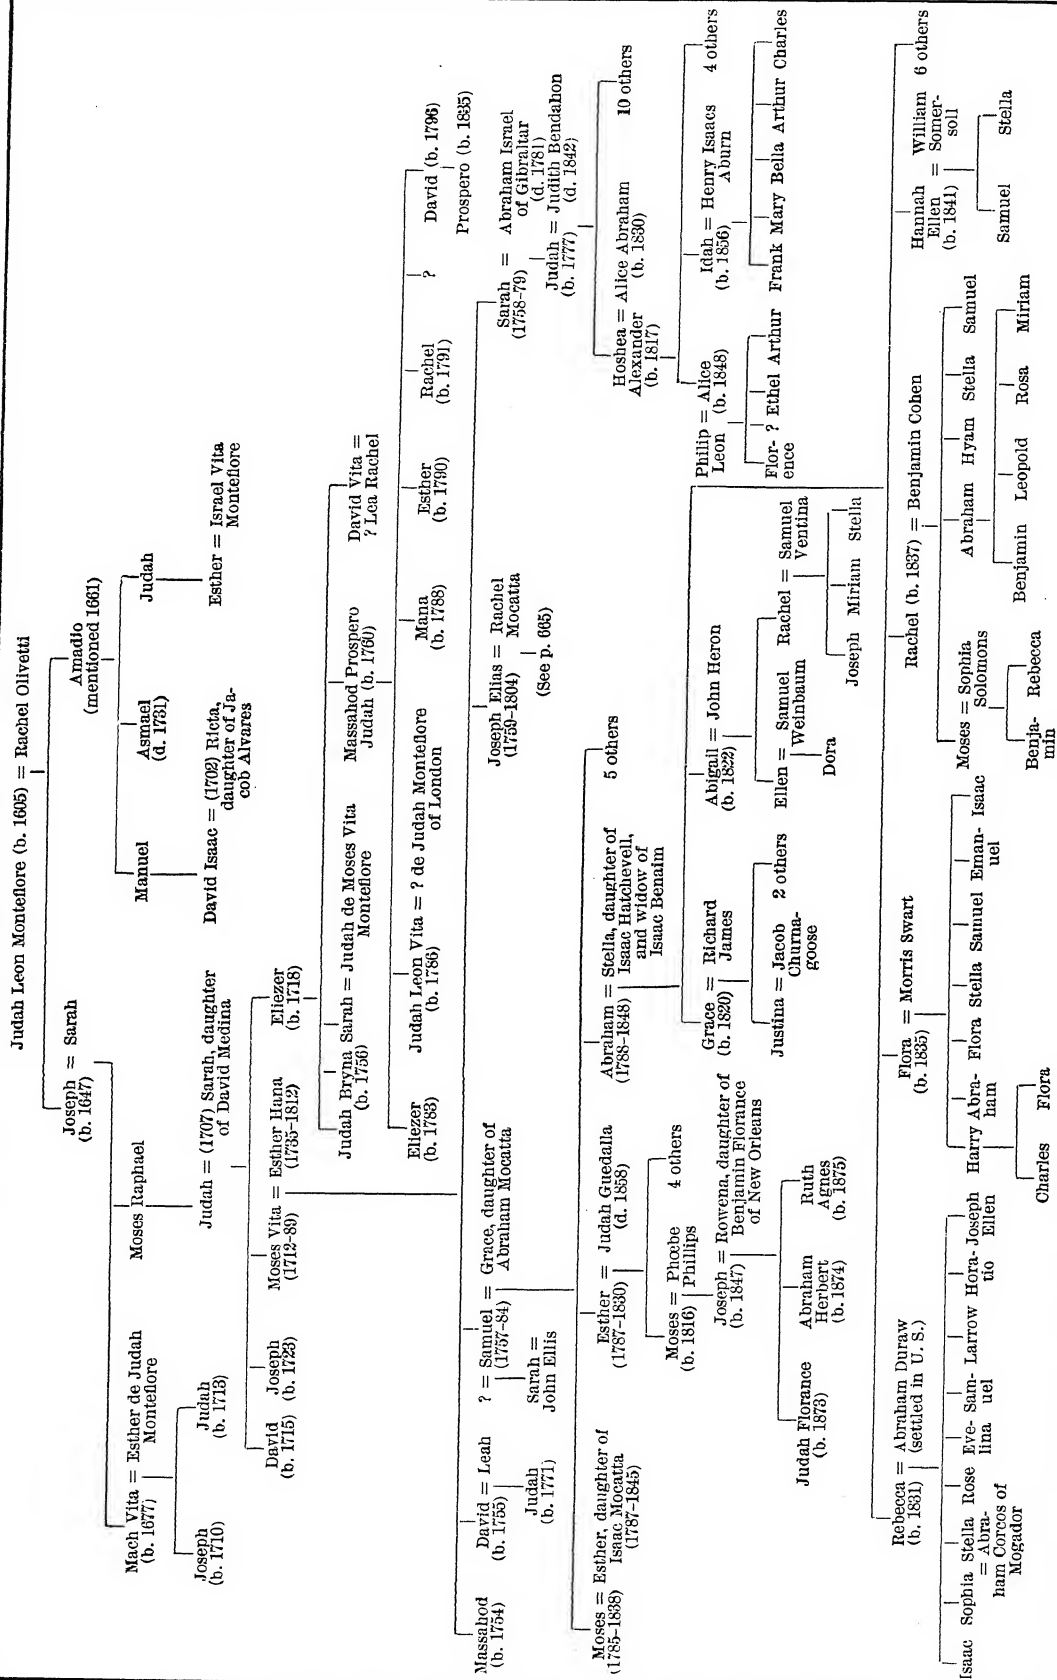 Judah Leon Montefiore (b. 1605) = Rachel Olivetti
Joseph = Sarah
(b. 1647)
Amadio
(mentioned 1661)
Mach Vita = Esther de Judah
(b. 1677) Montefiore
Moses Raphael
Manuel
Asmael
(d. 1731)
Judah
Joseph
(b. 1710)
Judah
(b. 1713)
Judah = (1707) Sarah, daughter
of David Medina
David Isaac = (1702) Ricta,
daughter of Ja-
cob Alvares
Esther = Israel Vita
Montefiore
David
(b. 1715)
Joseph
(b. 1723)
Moses Vita = Esther Hana
(1712-89) (1735-1812)
Eliezer
(b. 1718)
Judah
Bryna
(b. 1756)
Sarah = Judah de Moses Vita
Montefiore
Massahod Prospero
Judah (b. 1760)
David Vita =
? Lea Rachel
Eliezer
(b. 1783)
Judah Leon Vita = ? de Judah Montefiore
(b. 1786) of London
Mana
(b. 1788)
Esther
(b. 1790)
Rachel
(b. 1791)
?
David (b. 1796)
Prospero (b. 1835)
Massahod
(b. 1754)
David = Leah
(b. 1755)
Judah
(b. 1771)
? = Samuel = Grace, daughter of
(1757-84) Abraham Mocatta
Sarah =
John Ellis
Joseph Elias = Rachel
(1759-1804) Mocatta
(See p. 665)
Sarah = Abraham Israel
(1758-79) of Gibraltar
(d. 1781)
Judah = Judith Bendahon
(b. 1777) (d. 1842)
Moses = Esther, daughter of
(1785-1838) Isaac Mocatta
(1787-1845)
Esther = Judah Guedalla
(1787-1830) (d. 1858)
Abraham = Stella, daughter of
(1788-1848) Isaac Hatchevell,
and widow of
Isaac Benaim
5 others
Hoshea = Alice Abraham
Alexander (b. 1830)
(b. 1817)
10 others
Moses = Phœbe
(b. 1816) Phillips
4 others
Grace = Richard
(b. 1820) James
Abigail = John Heron
(b. 1822)
Philip = Alice
Leon (b. 1848)
Idah = Henry Isaacs
(b. 1856) Aburn
4 others
Joseph = Rowena, daughter of
(b. 1847) Benjamin Florance
of New Orleans
Justina = Jacob
Churna-
goose
2 others
Ellen = Samuel
Weinbaum
Rachel = Samuel
Ventina
Flor-
ence
? Ethel Arthur
Frank Mary Bella Arthur Charles
Judah Florance
(b. 1873)
Abraham
Herbert
(b. 1874)
Ruth
Agnes
(b. 1875)
Dora
Joseph Miriam Stella
Rebecca = Abraham Duraw
(b. 1831) (settled in U. S.)
Flora = Morris Swart
(b. 1835)
Rachel (b. 1837) = Benjamin Cohen
Hannah = William
Ellen Somer-
(b. 1841) soll
6 others
Isaac Sophia Stella Rose Eve- Sam- Larrow Hora- Joseph
= Abra- lina uel tio Ellen
ham Corcos of
Mogador
Harry Abra- Flora Stella Samuel Eman- Isaac
ham uel
Moses = Sophia
Solomons
Abraham Hyam Stella Samuel
Samuel Stella
Charles Flora
Benja-
min
Rebecca
Benjamin Leopold Rosa Miriam